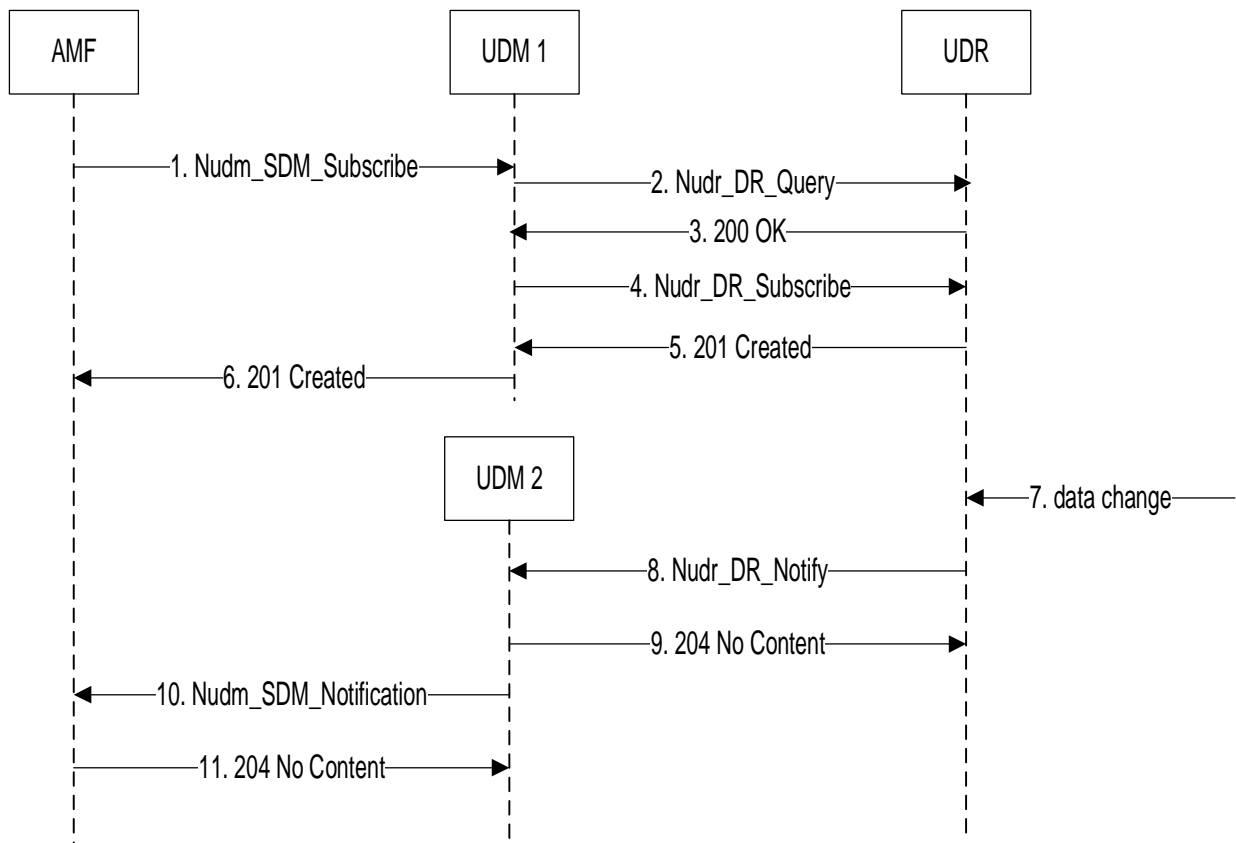 AMF
UDM 1
UDR
1. Nudm_SDM_Subscribe
2. Nudr_DR_Query
3. 200 OK
4. Nudr_DR_Subscribe
5. 201 Created
6. 201 Created
UDM 2
7. data change
8. Nudr_DR_Notify
9. 204 No Content
10. Nudm_SDM_Notification
11. 204 No Content